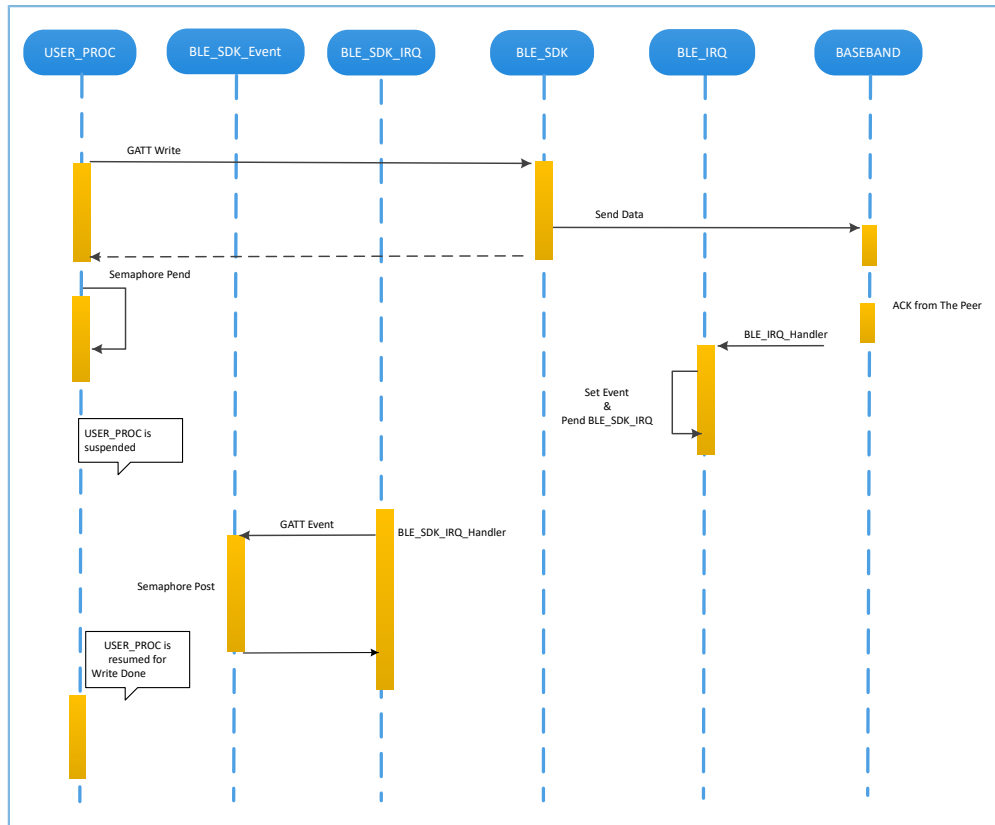 USER_PROC
BLE_SDK_Event
BLE_SDK_IRQ
BLE_SDK
BLE_IRQ
BASEBAND
GATT Write
Send Data
Semaphore Pend
ACK from The Peer
BLE_IRQ_Handler
Set Event
&
Pend BLE_SDK_IRQ
USER_PROC is
suspended
GATT Event
BLE_SDK_IRQ_Handler
Semaphore Post
USER_PROC is
resumed for
Write Done